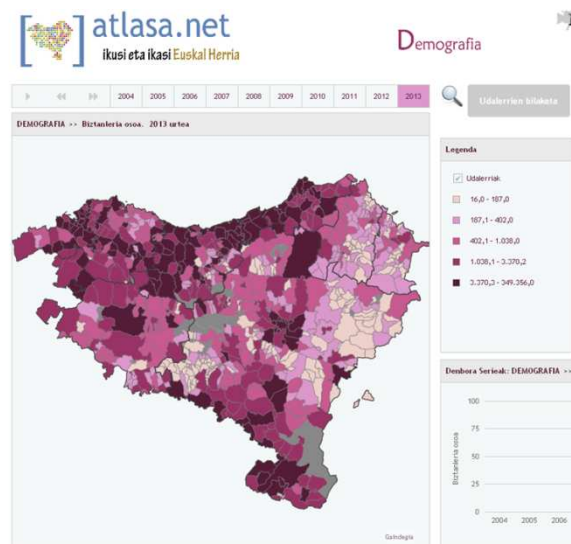 atlasa.net
ikusi eta ikasi Euskal Herria
Demografia
2004 2005 2006 2007 2008 2009 2010 2011 2012 2013
Udalerrien bilaketa
DEMOGRAFIA >> Biztanleria osoa. 2013 urtea
Legenda
Udalerriak
16,0 - 187,0
187,1 - 402,0
402,1 - 1.038,0
1.038,1 - 3.370,2
3.370,3 - 349.356,0
Denbora Serieak: DEMOGRAFIA >>
100
75
50
25
0
Biztanleria osoa
2004 2005 2006
Gaindegia